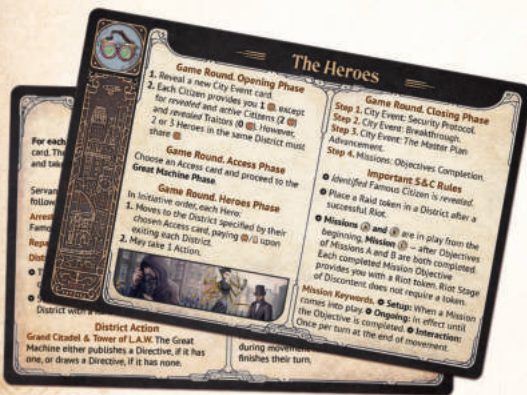 The Heroes
Game Round. Opening Phase
1. Reveal a new City Event card.
2. Each Citizen provides you 1, except
for revealed and active Citizens (2)
and revealed Traitors (0). However,
2 or 3 Heroes in the same District must
share
Game Round. Access Phase
Choose an Access card and proceed to the
Great Machine Phase.
Game Round. Heroes Phase
In Initiative order, each Hero:
1. Moves to the District specified by their
chosen Access card, paying / upon
exiting each District.
2. May take 1 Action.
Game Round. Closing Phase
Step 1. City Event: Security Protocol.
Step 2. City Event: Breakthrough.
Step 3. City Event: The Master Plan
Advancement.
Step 4. Missions: Objectives Completion.
Important S&C Rules
Identified Famous Citizen is revealed.
Place a Raid token in a District after a
successful Riot.
Missions A and B are in play from the
beginning, Mission C – after Objectives
of Missions A and B are both completed.
Each completed Mission Objective
provides you with a Riot token. Riot Stage
of Discontent does not require a token.
Mission Keywords. Setup: When a Mission
comes into play. Ongoing: In effect until
the Objective is completed. Interaction:
Once per turn at the end of movement.
For each
card. Th
and take
Servan
follow
Arres
Famo
Repa
Dist
District with a
District Action
Grand Citadel & Tower of L.A.W. The Great
Machine either publishes a Directive, if it has
one, or draws a Directive, if it has none.
during movement
finishes their turn.